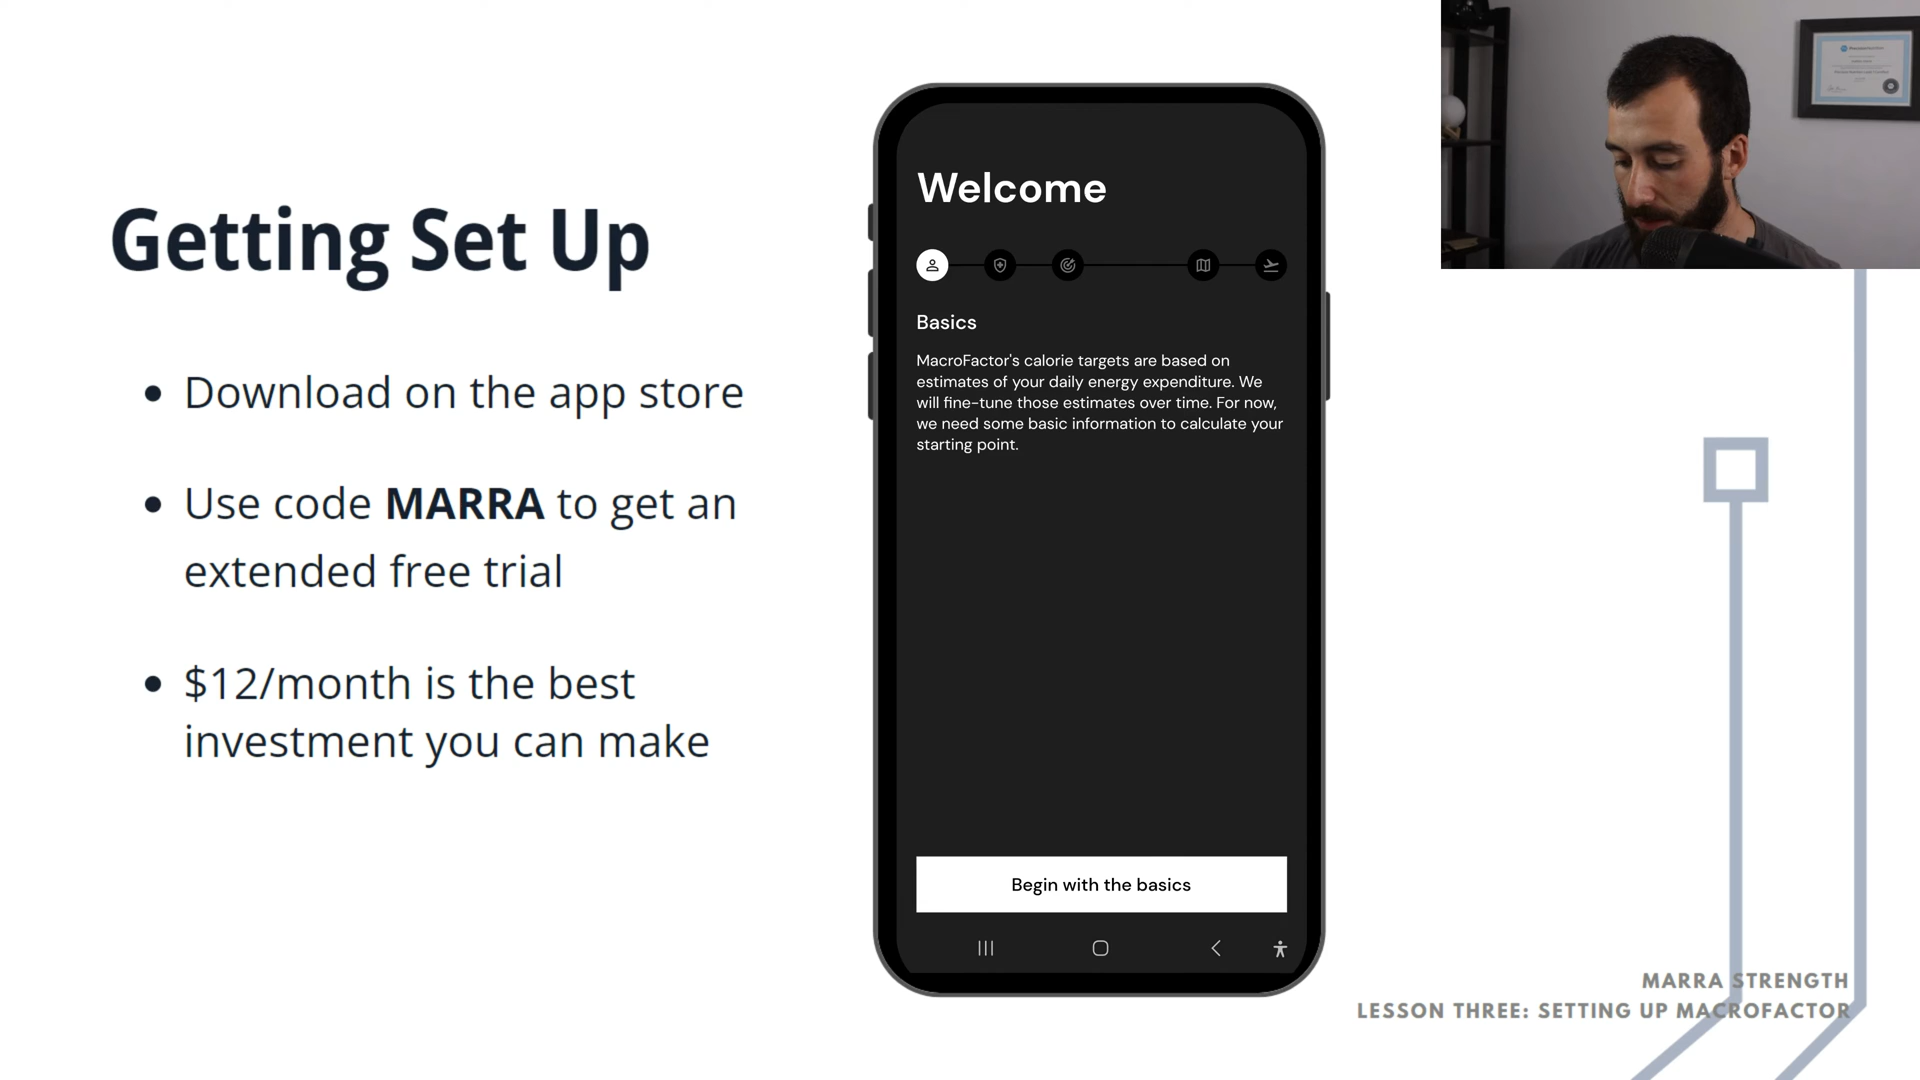 Getting Set Up
Download on the app store
Use code MARRA to get an
extended free trial
$12/month is the best
investment you can make
Welcome
Basics
MacroFactor's calorie targets are based on
estimates of your daily energy expenditure. We
will fine-tune those estimates over time. For now,
we need some basic information to calculate your
starting point.
Begin with the basics
MARRA STRENGTH
LESSON THREE: SETTING UP MACROFACTOR